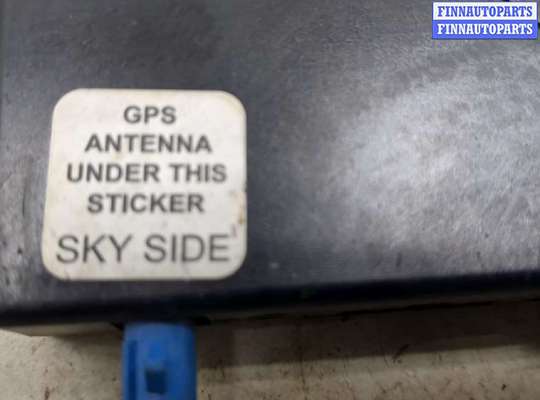 FINNAUTOPARTS
FINNAUTOPARTS
GPS
ANTENNA
UNDER THIS
STICKER
SKY SIDE